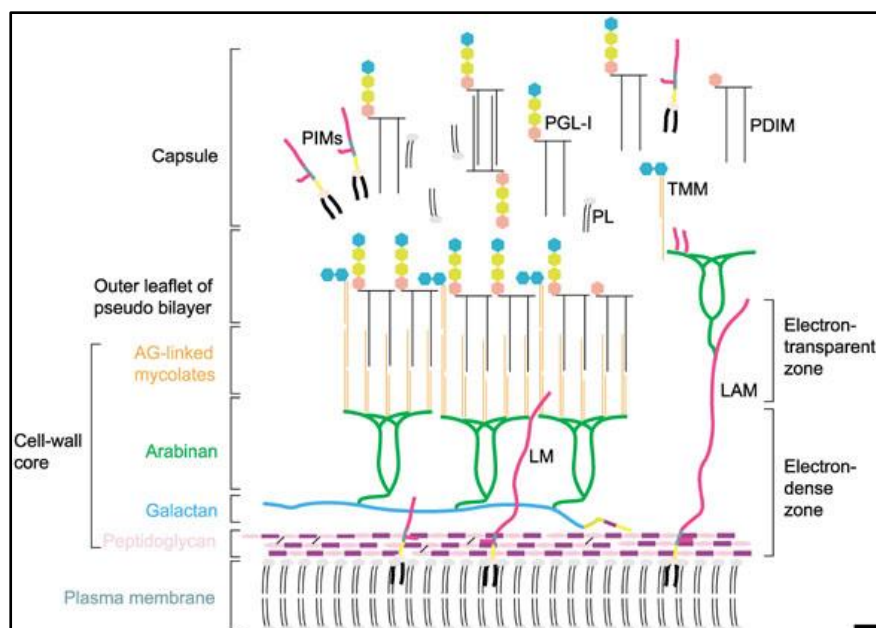 Capsule
PIMs
PGL-I
PDIM
TMM
PL
Outer leaflet of
pseudo bilayer
Cell-wall
core
AG-linked
mycolates
Arabinan
Galactan
Peptidoglycan
Plasma membrane
LM
LAM
Electron-
transparent
zone
Electron-
dense
zone